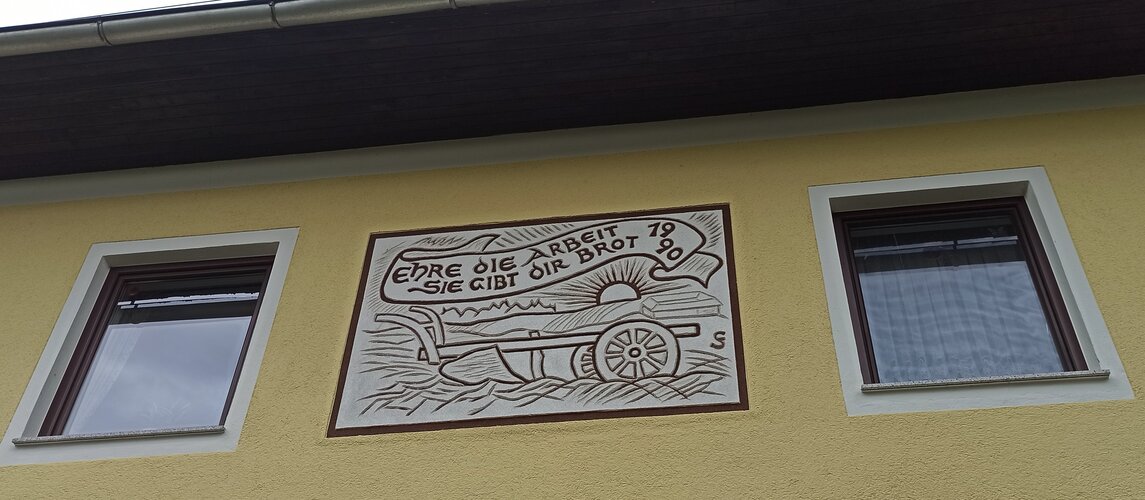 EHRE DIE ARBEIT 19
SIE GIBT DIR BROT 90
S